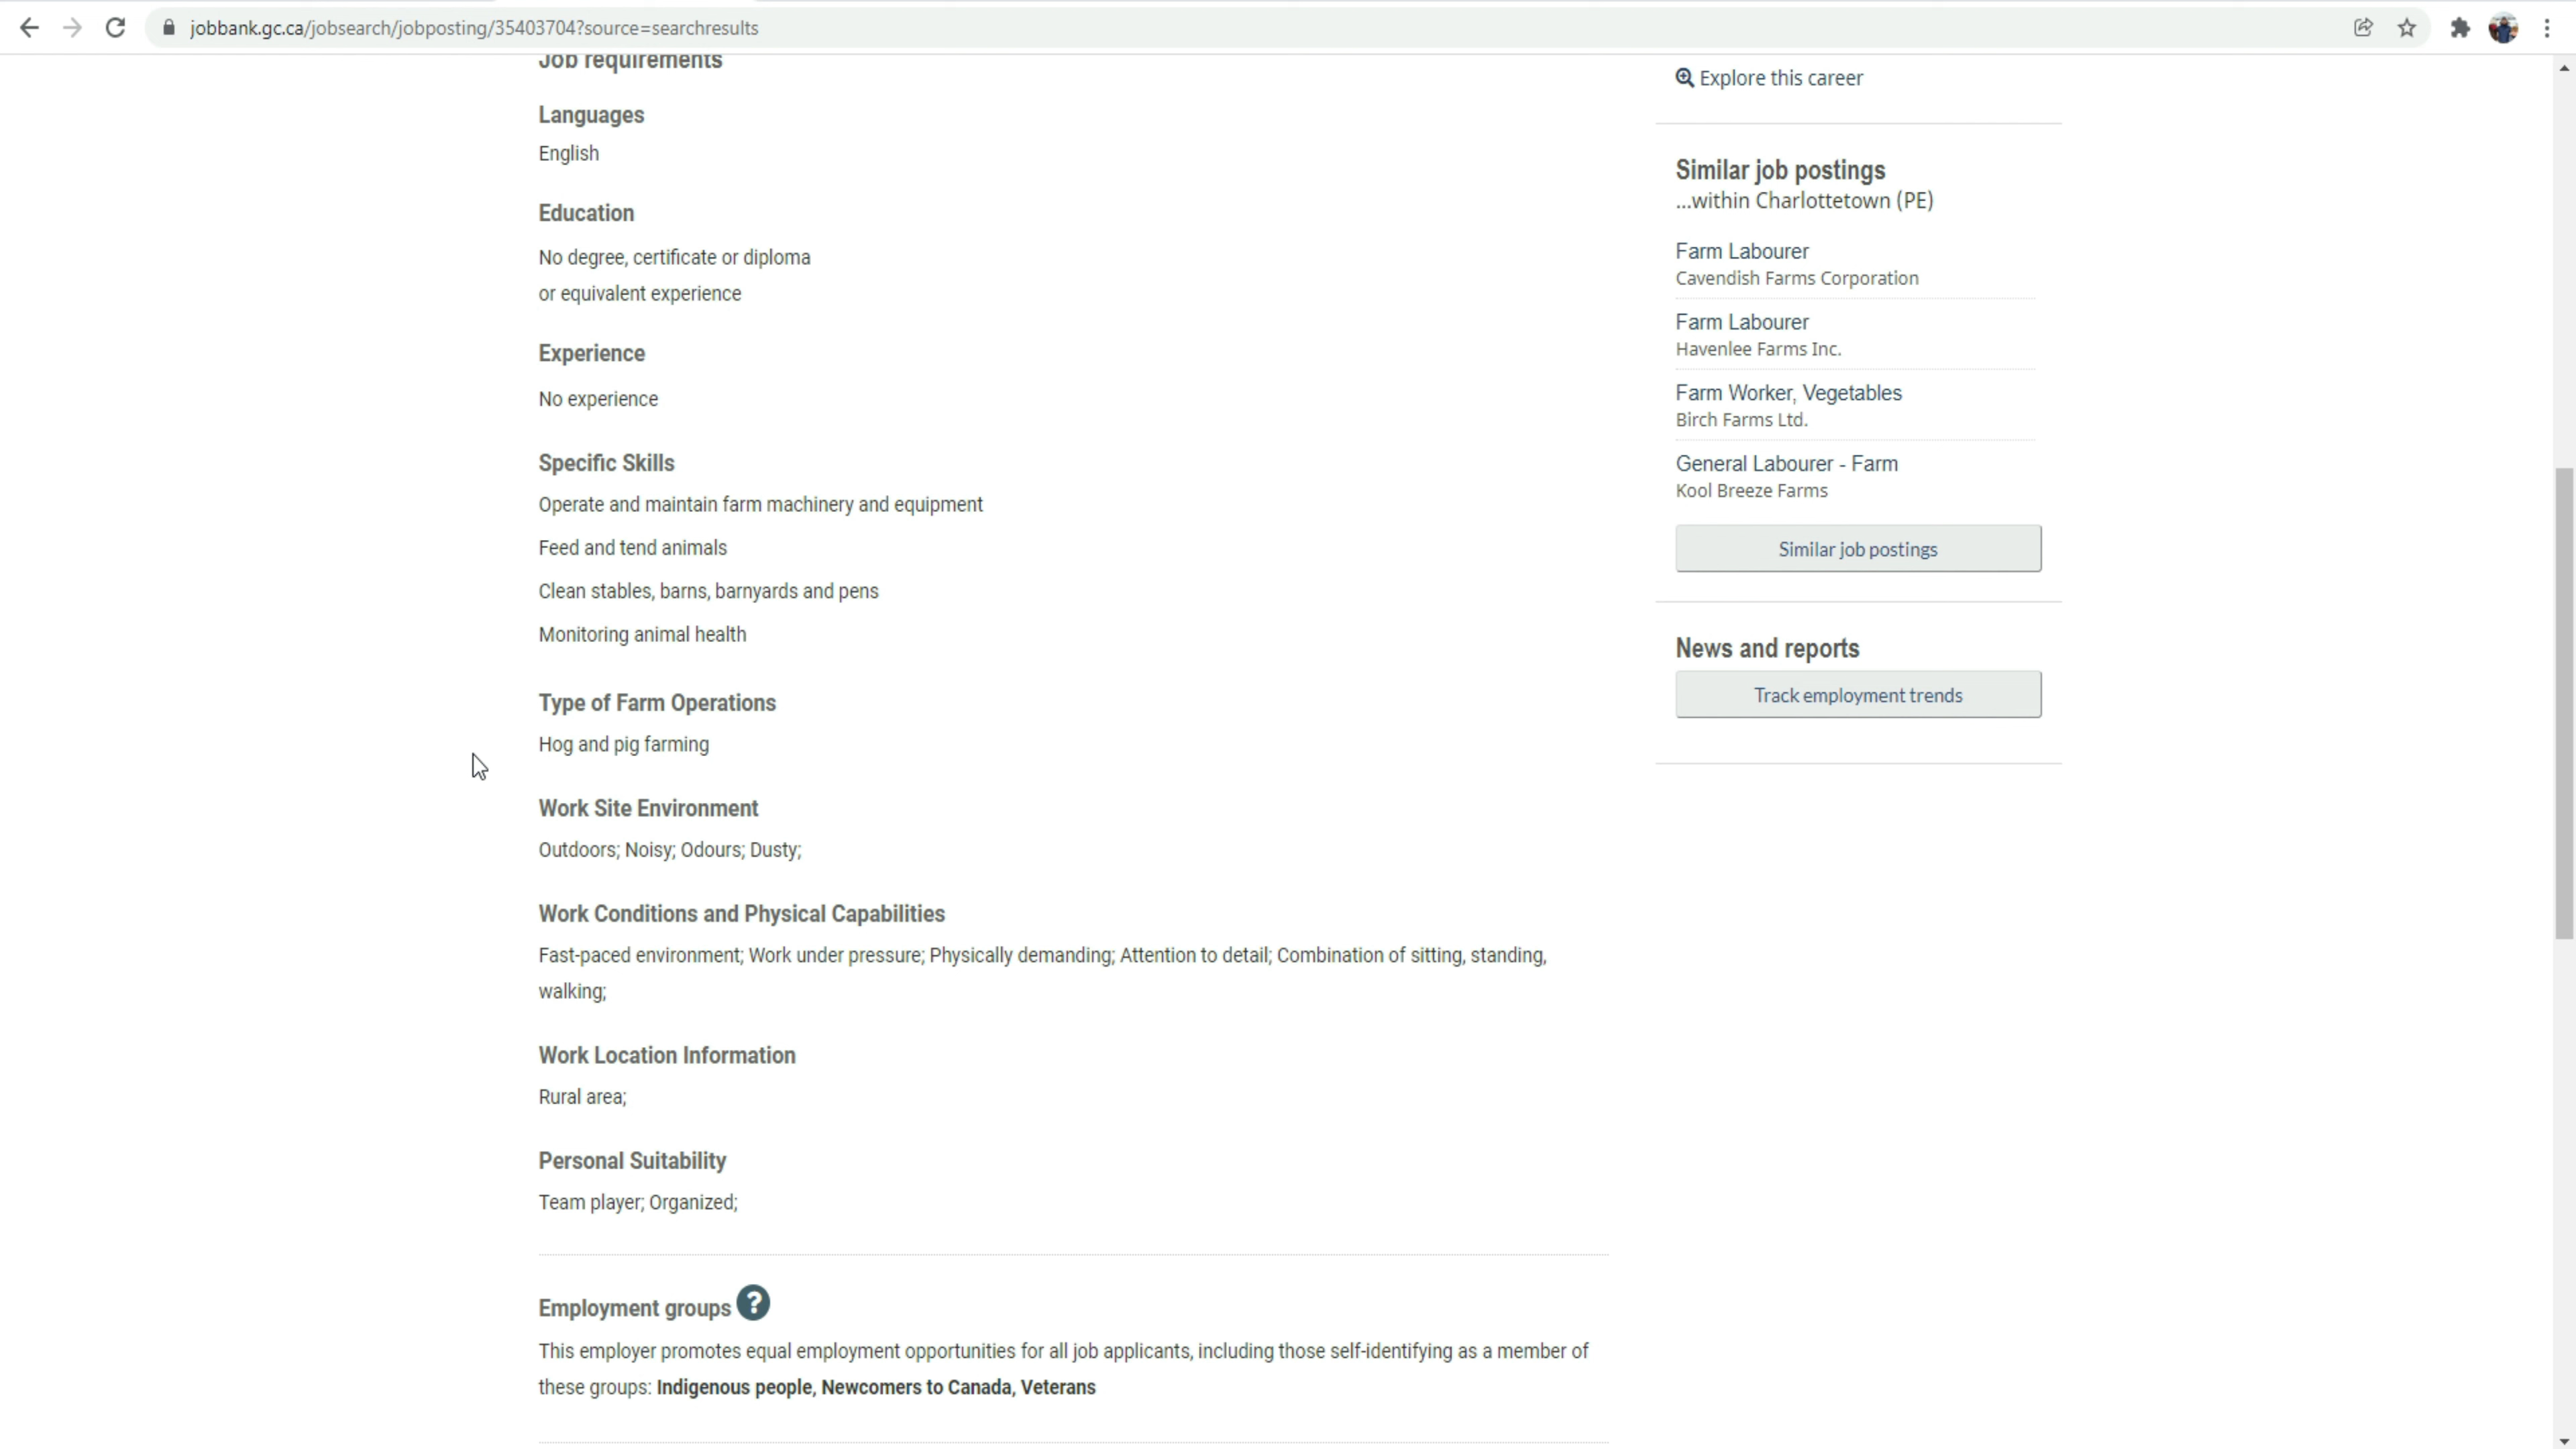 jobbank.gc.ca/jobsearch/jobposting/35403704?source=searchresults
Job requirements
Languages
English
Education
No degree, certificate or diploma
or equivalent experience
Experience
No experience
Specific Skills
Operate and maintain farm machinery and equipment
Feed and tend animals
Clean stables, barns, barnyards and pens
Monitoring animal health
Type of Farm Operations
Hog and pig farming
Work Site Environment
Outdoors; Noisy; Odours; Dusty;
Work Conditions and Physical Capabilities
Fast-paced environment; Work under pressure; Physically demanding; Attention to detail; Combination of sitting, standing,
walking;
Work Location Information
Rural area;
Personal Suitability
Team player; Organized;
Employment groups ?
This employer promotes equal employment opportunities for all job applicants, including those self-identifying as a member of
these groups: Indigenous people, Newcomers to Canada, Veterans
Explore this career
Similar job postings
...within Charlottetown (PE)
Farm Labourer
Cavendish Farms Corporation
Farm Labourer
Havenlee Farms Inc.
Farm Worker, Vegetables
Birch Farms Ltd.
General Labourer - Farm
Kool Breeze Farms
Similar job postings
News and reports
Track employment trends